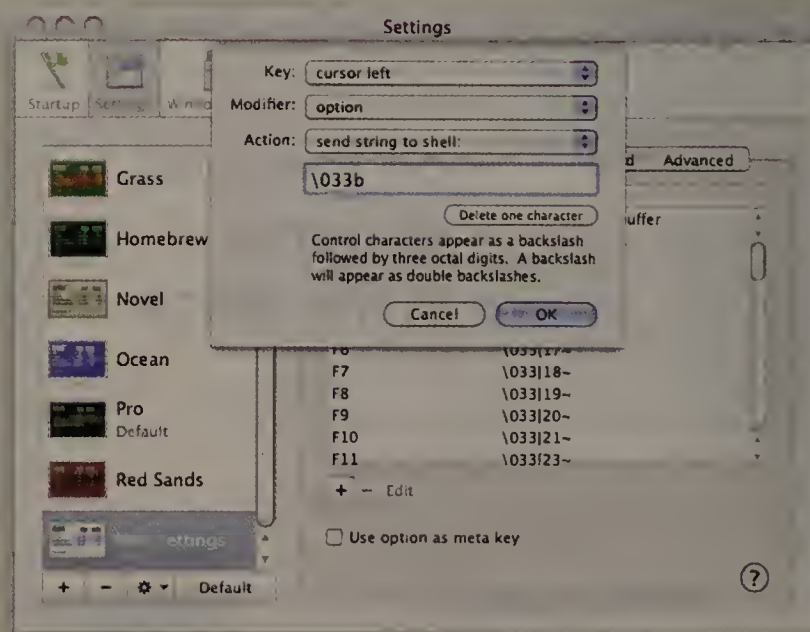 Settings
Startup
Key: cursor left
Modifier: option
Action: send string to shell:
\033b
Delete one character
Control characters appear as a backslash
followed by three octal digits. A backslash
will appear as double backslashes.
Cancel OK
Advanced
Grass
Homebrew
Novel
Ocean
Pro
Default
Red Sands
+ - Default
F7 \033[18~
F8 \033[19~
F9 \033[20~
F10 \033[21~
F11 \033[23~
+ - Edit
Use option as meta key
?